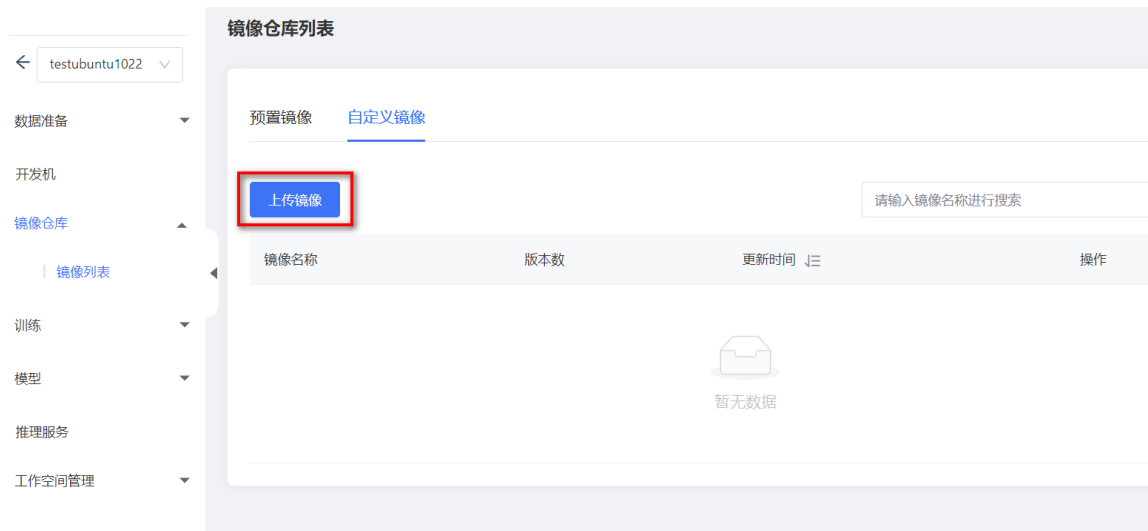 镜像仓库列表
testubuntu1022
数据准备
开发机
镜像仓库
镜像列表
训练
模型
推理服务
工作空间管理
预置镜像 自定义镜像
上传镜像
请输入镜像名称进行搜索
镜像名称 版本数 更新时间 操作
暂无数据